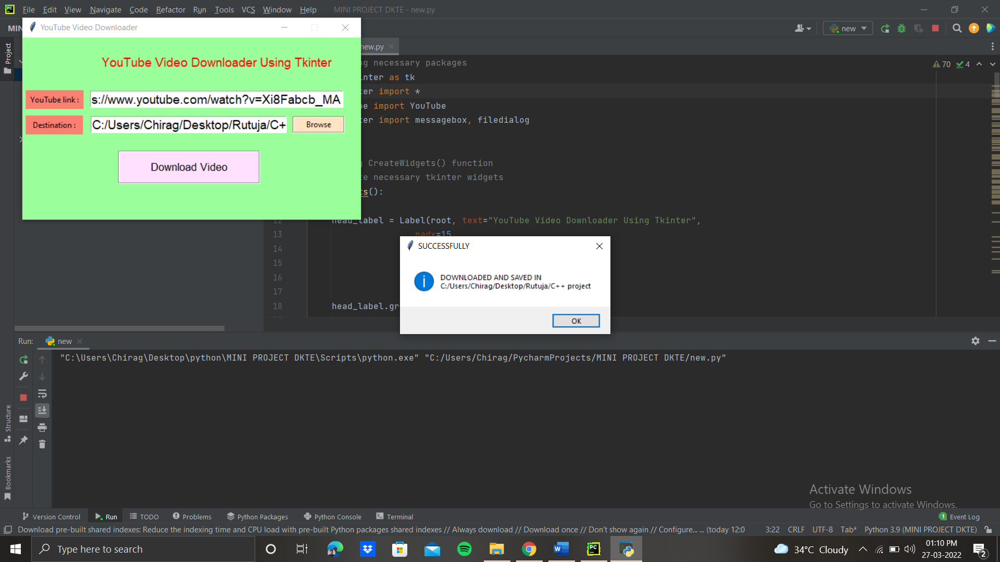 File Edit View Navigate Code Refactor Run Tools VCS Window Help MINI PROJECT DKTE - new.py
MIN
new
YouTube Video Downloader
new.py
Project
YouTube Video Downloader Using Tkinter
YouTube link :
s://www.youtube.com/watch?v=Xi8Fabcb_MA
Destination :
C:/Users/Chirag/Desktop/Rutuja/C+
Browse
Download Video
necessary packages
as tk
import *
import YouTube
import messagebox, filedialog
70 4
CreateWidgets() function
necessary tkinter widgets
():
12 head_label = Label(root, text="YouTube Video Downloader Using Tkinter",
13 padx=15
14
15
16
17
18 head_label.gr
SUCCESSFULLY
DOWNLOADED AND SAVED IN
C:/Users/Chirag/Desktop/Rutuja/C++ project
OK
Run: new
"C:\Users\Chirag\Desktop\python\MINI PROJECT DKTE\Scripts\python.exe" "C:/Users/Chirag/PycharmProjects/MINI PROJECT DKTE/new.py"
Structure
Bookmarks
Activate Windows
Go to Settings to activate Windows.
Version Control Run TODO Problems Python Packages Python Console Terminal 1 Event Log
Download pre-built shared indexes: Reduce the indexing time and CPU load with pre-built Python packages shared indexes // Always download // Download once // Don't show again // Configure... ... (today 12:0 3:22 CRLF UTF-8 Tab* Python 3.9 (MINI PROJECT DKTE)
Type here to search
34°C Cloudy
01:10 PM
27-03-2022
2